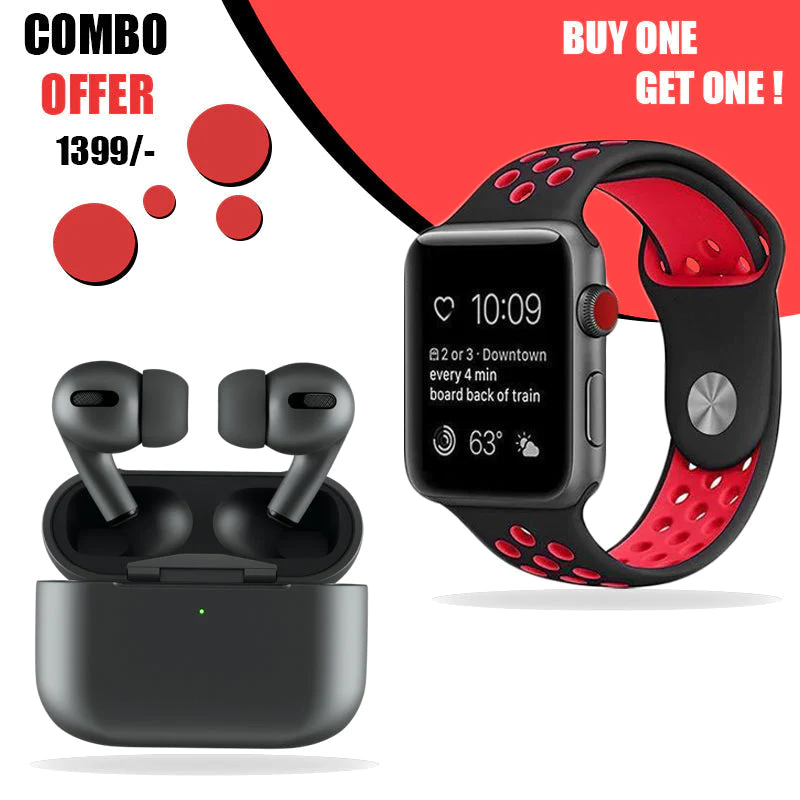 COMBO
OFFER
1399/-
BUY ONE
GET ONE !
10:09
2 or 3 · Downtown
every 4 min
board back of train
63°